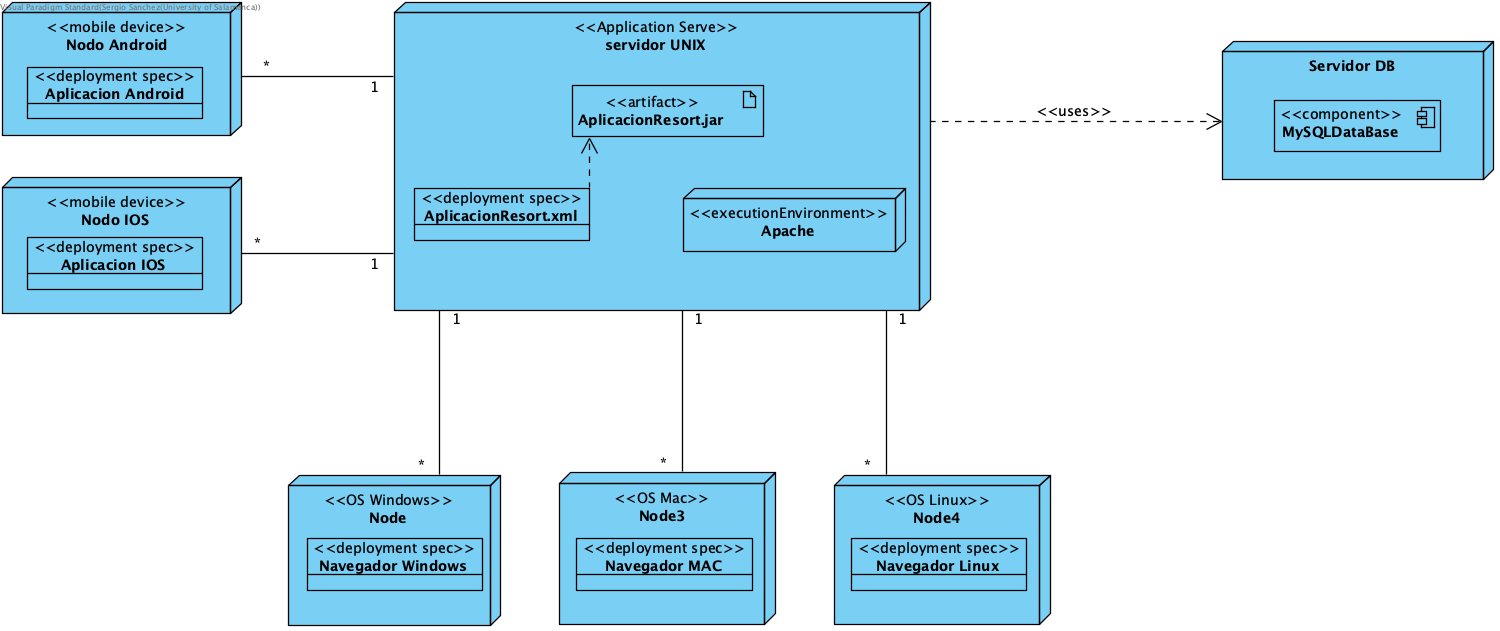 Visual Paradigm Standard(Sergio Sanchez(University of Salamanca))
<<mobile device>>
Nodo Android
<<deployment spec>>
Aplicacion Android
*
1
<<Application Serve>>
servidor UNIX
<<artifact>>
AplicacionResort.jar
<<deployment spec>>
AplicacionResort.xml
<<executionEnvironment>>
Apache
<<uses>>
Servidor DB
<<component>>
MySQLDataBase
<<mobile device>>
Nodo IOS
<<deployment spec>>
Aplicacion IOS
*
1
1
1
1
*
*
*
<<OS Windows>>
Node
<<deployment spec>>
Navegador Windows
<<OS Mac>>
Node3
<<deployment spec>>
Navegador MAC
<<OS Linux>>
Node4
<<deployment spec>>
Navegador Linux